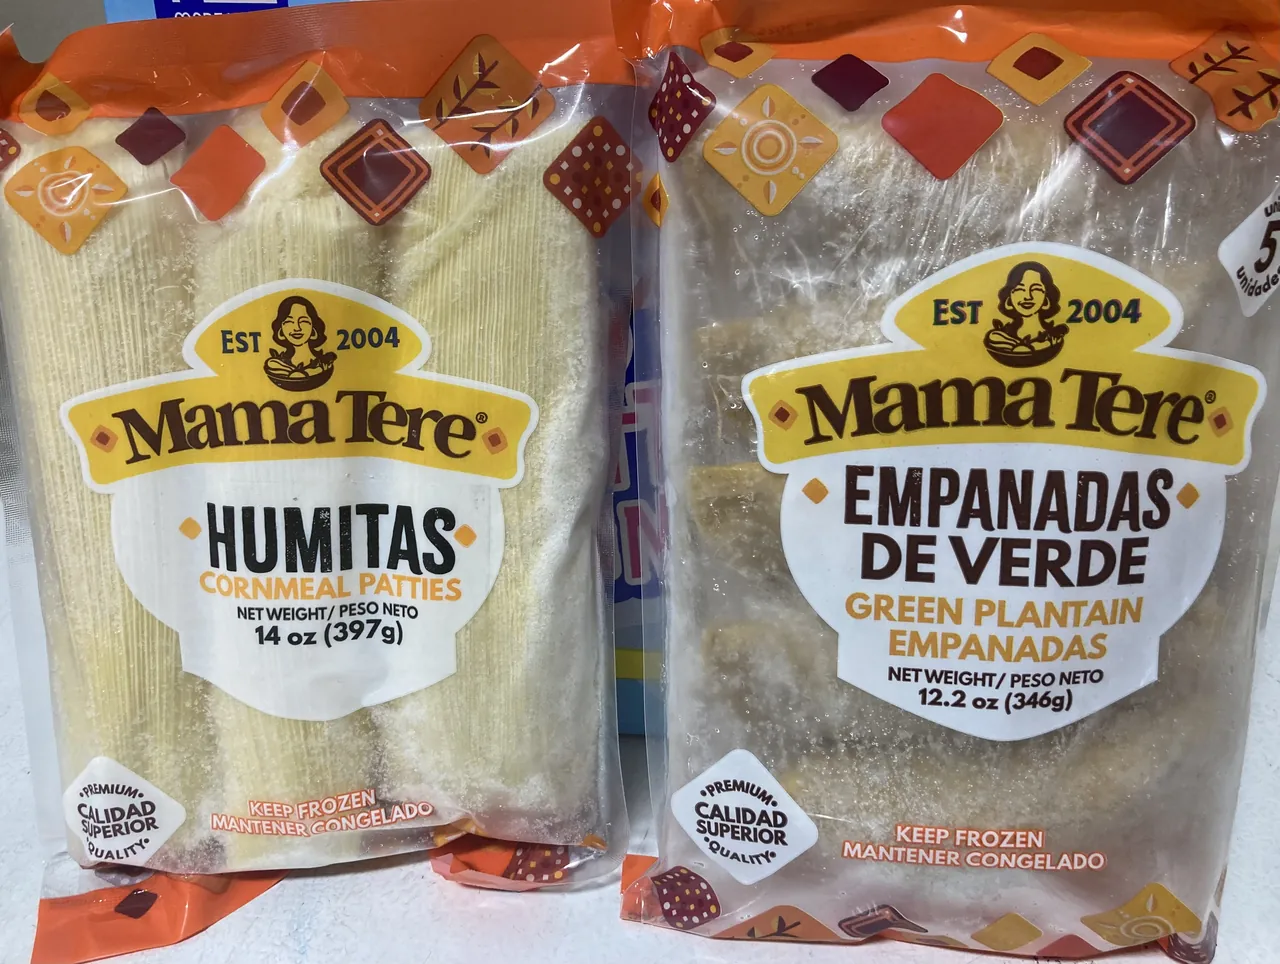 EST 2004
Mama Tere®
HUMITAS
CORNMEAL PATTIES
NET WEIGHT/ PESO NETO
14 oz (397g)
•PREMIUM•
CALIDAD
SUPERIOR
•QUALITY•
KEEP FROZEN
MANTENER CONGELADO
5
unidades
EST 2004
Mama Tere®
EMPANADAS
DE VERDE
GREEN PLANTAIN
EMPANADAS
NET WEIGHT/ PESO NETO
12.2 oz (346g)
•PREMIUM•
CALIDAD
SUPERIOR
•QUALITY•
KEEP FROZEN
MANTENER CONGELADO